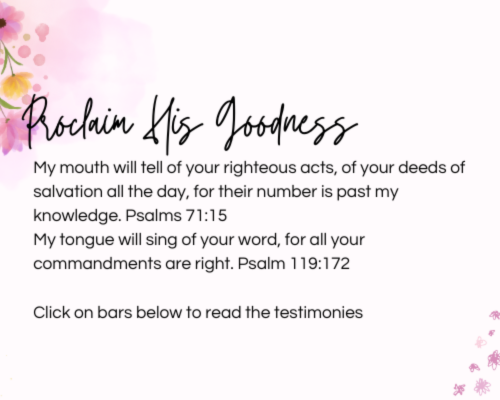 Proclaim His Goodness
My mouth will tell of your righteous acts, of your deeds of
salvation all the day, for their number is past my
knowledge. Psalms 71:15
My tongue will sing of your word, for all your
commandments are right. Psalm 119:172
Click on bars below to read the testimonies